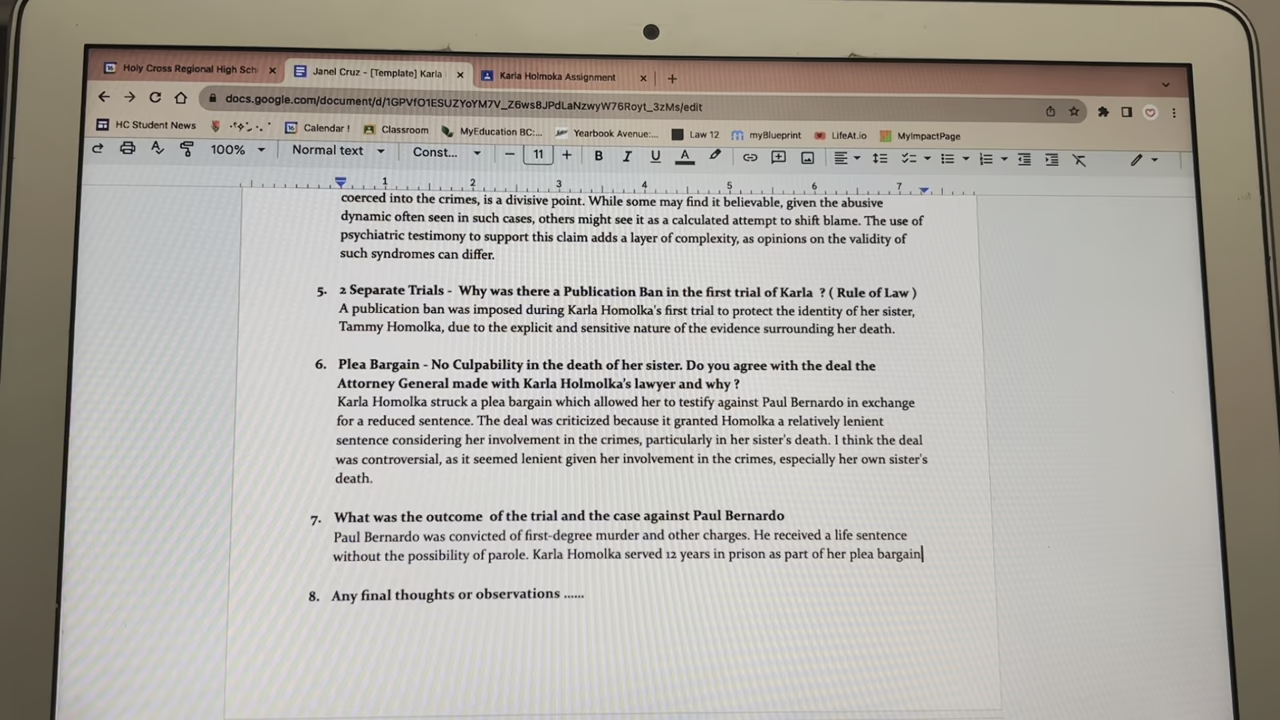 Holy Cross Regional High Sch
Janel Cruz - [Template] Karla
Karla Holmoka Assignment
docs.google.com/document/d/1GPVfO1ESUZYoYM7V_Z6ws8JPdLaNzwyW76Royt_3zMs/edit
HC Student News
Calendar !
Classroom
MyEducation BC:...
Yearbook Avenue:...
Law 12
myBlueprint
LifeAt.io
MyImpactPage
100%
Normal text
Const...
11
B I U A
1 2 3 4 5 6 7
coerced into the crimes, is a divisive point. While some may find it believable, given the abusive
dynamic often seen in such cases, others might see it as a calculated attempt to shift blame. The use of
psychiatric testimony to support this claim adds a layer of complexity, as opinions on the validity of
such syndromes can differ.
5. 2 Separate Trials - Why was there a Publication Ban in the first trial of Karla ? ( Rule of Law )
A publication ban was imposed during Karla Homolka's first trial to protect the identity of her sister,
Tammy Homolka, due to the explicit and sensitive nature of the evidence surrounding her death.
6. Plea Bargain - No Culpability in the death of her sister. Do you agree with the deal the
Attorney General made with Karla Holmolka's lawyer and why ?
Karla Homolka struck a plea bargain which allowed her to testify against Paul Bernardo in exchange
for a reduced sentence. The deal was criticized because it granted Homolka a relatively lenient
sentence considering her involvement in the crimes, particularly in her sister's death. I think the deal
was controversial, as it seemed lenient given her involvement in the crimes, especially her own sister's
death.
7. What was the outcome of the trial and the case against Paul Bernardo
Paul Bernardo was convicted of first-degree murder and other charges. He received a life sentence
without the possibility of parole. Karla Homolka served 12 years in prison as part of her plea bargain
8. Any final thoughts or observations ......